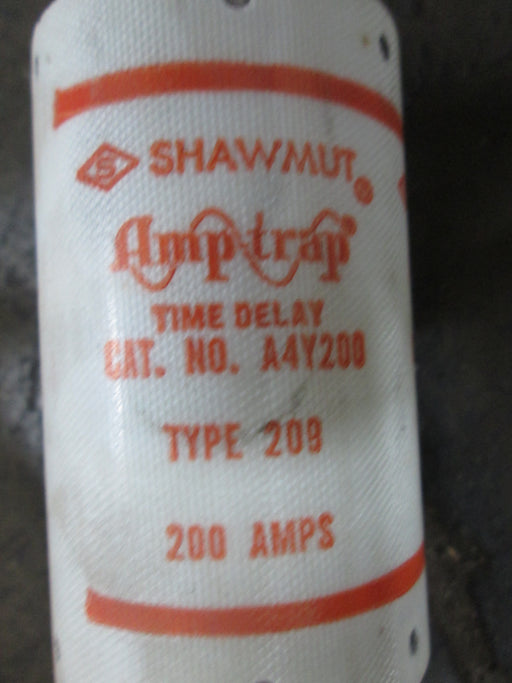 S SHAWMUT®
Amp-trap®
TIME DELAY
CAT. NO. A4Y200
TYPE 209
200 AMPS